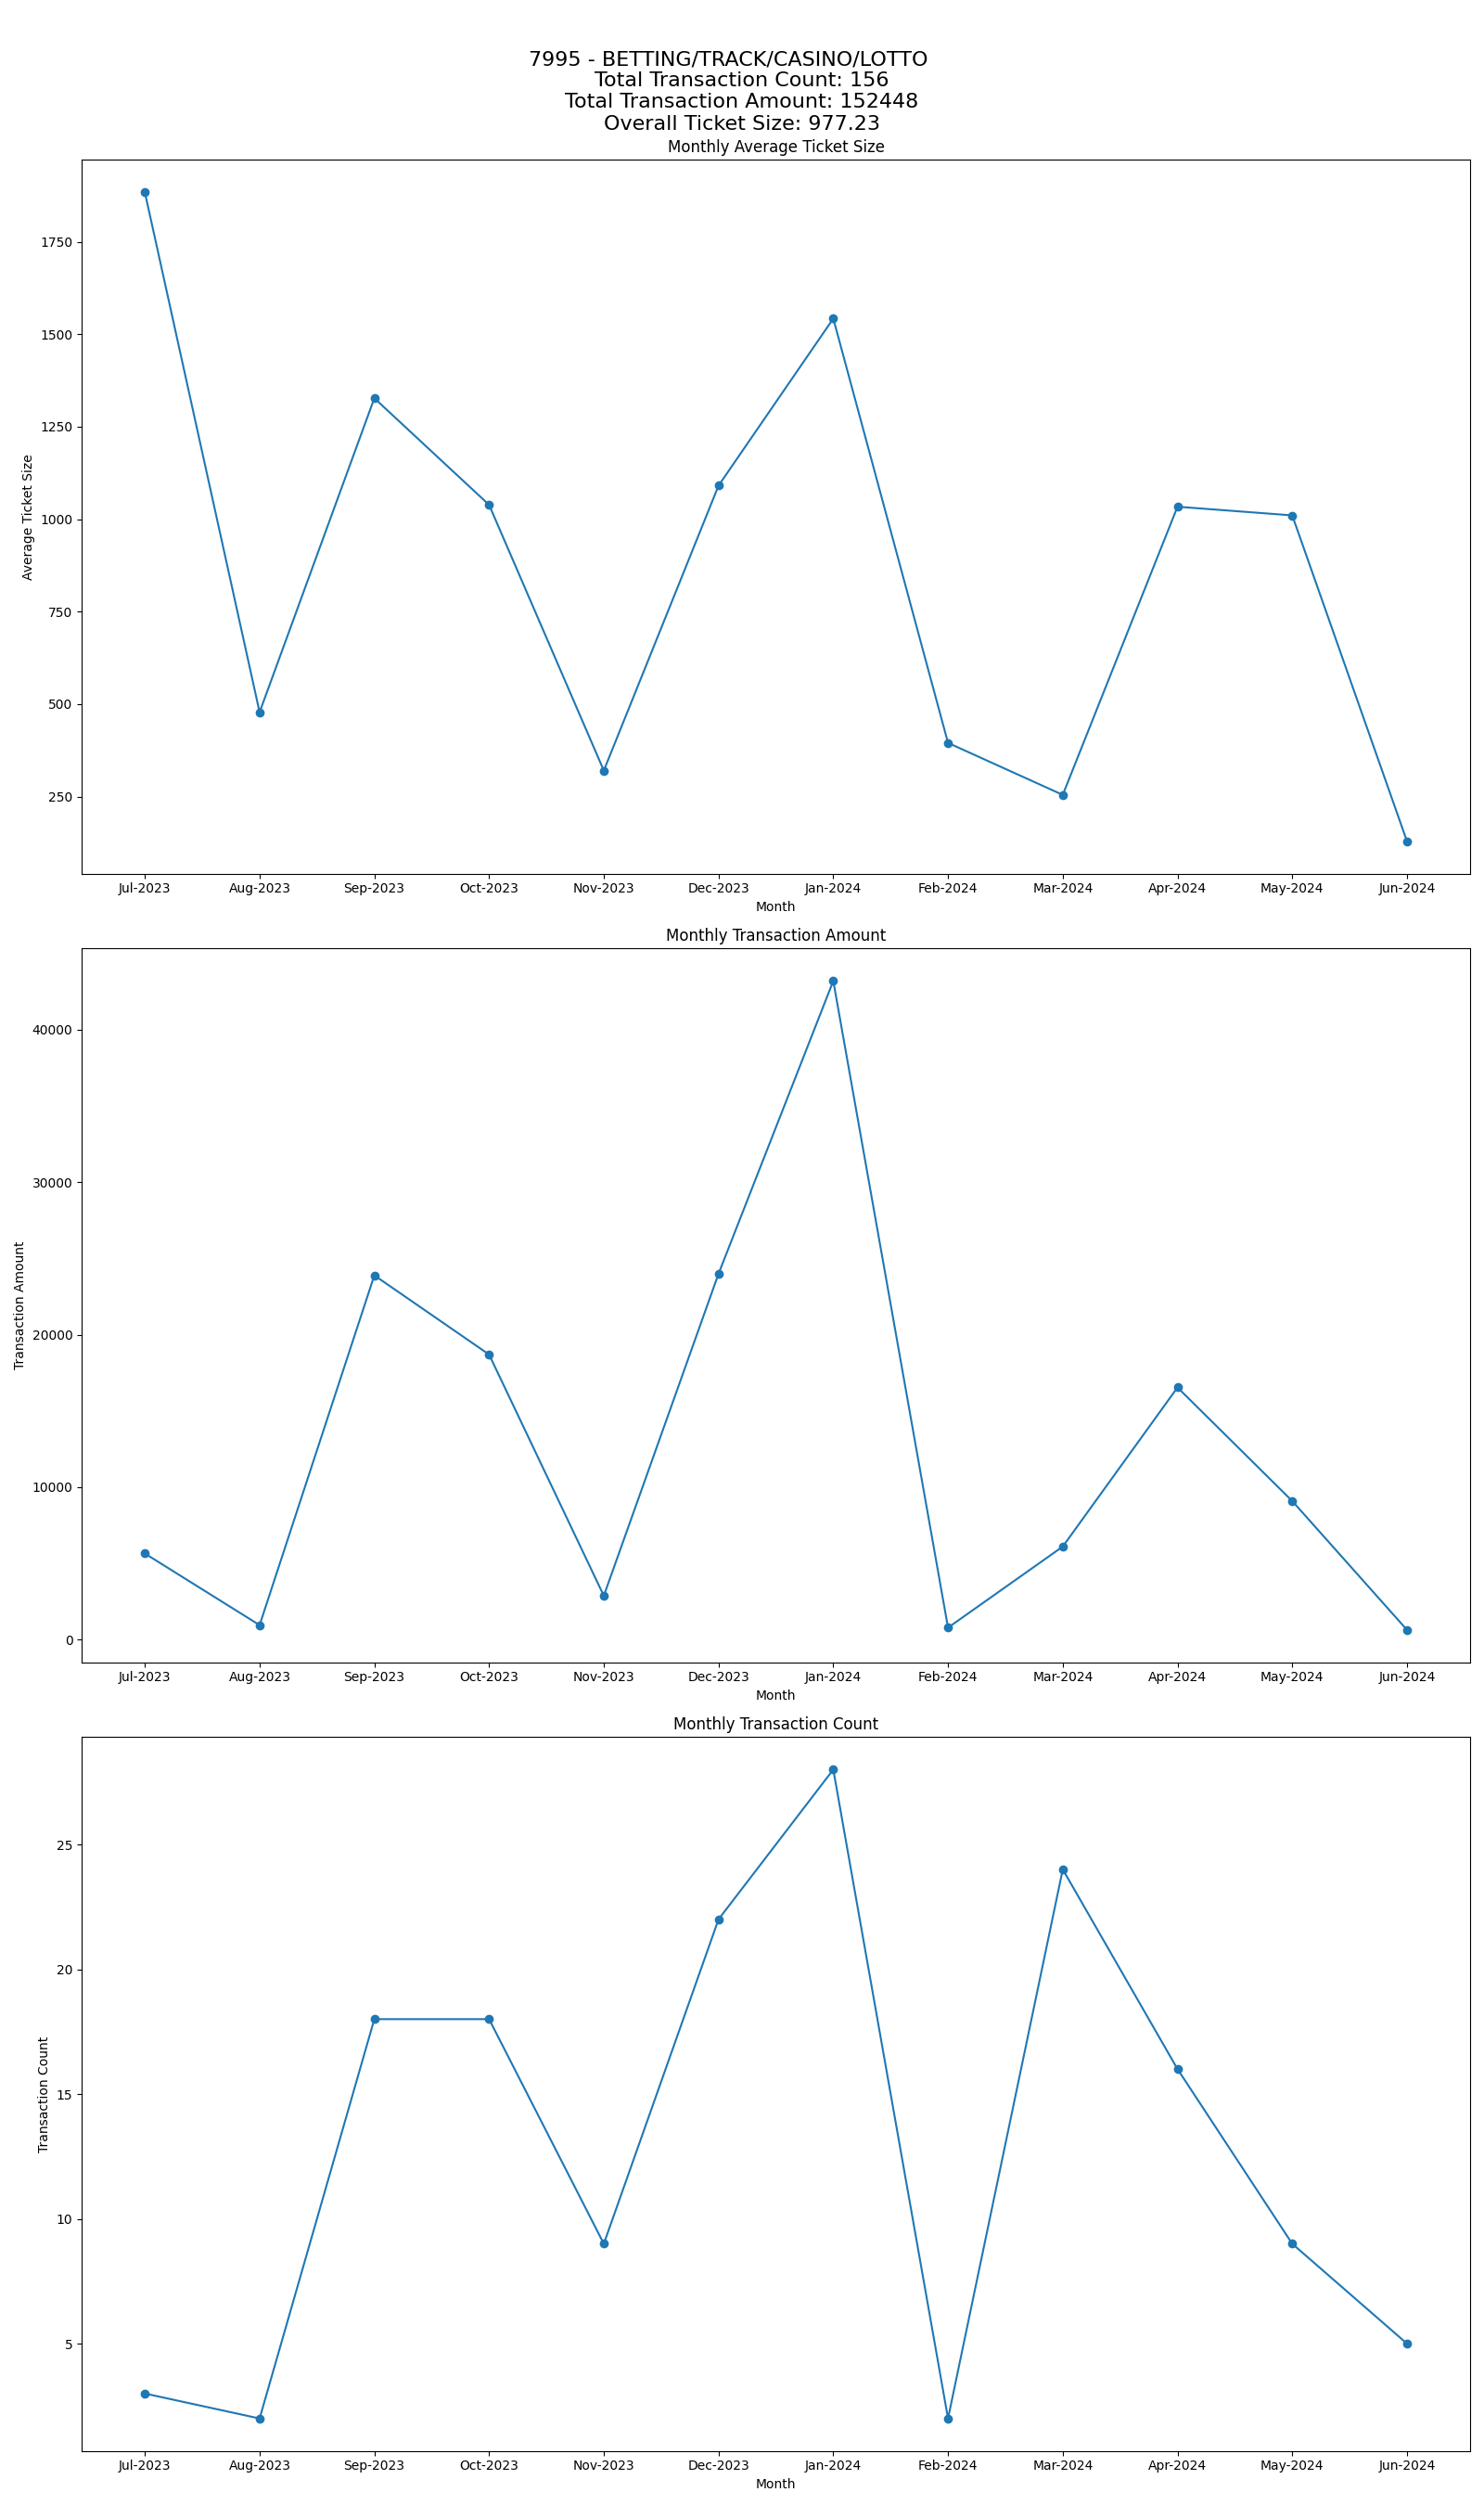 7995 - BETTING/TRACK/CASINO/LOTTO
Total Transaction Count: 156
Total Transaction Amount: 152448
Overall Ticket Size: 977.23
Monthly Average Ticket Size
Average Ticket Size
1750
1500
1250
1000
750
500
250
Jul-2023 Aug-2023 Sep-2023 Oct-2023 Nov-2023 Dec-2023 Jan-2024 Feb-2024 Mar-2024 Apr-2024 May-2024 Jun-2024
Month
Monthly Transaction Amount
Transaction Amount
40000
30000
20000
10000
0
Jul-2023 Aug-2023 Sep-2023 Oct-2023 Nov-2023 Dec-2023 Jan-2024 Feb-2024 Mar-2024 Apr-2024 May-2024 Jun-2024
Month
Monthly Transaction Count
Transaction Count
25
20
15
10
5
Jul-2023 Aug-2023 Sep-2023 Oct-2023 Nov-2023 Dec-2023 Jan-2024 Feb-2024 Mar-2024 Apr-2024 May-2024 Jun-2024
Month